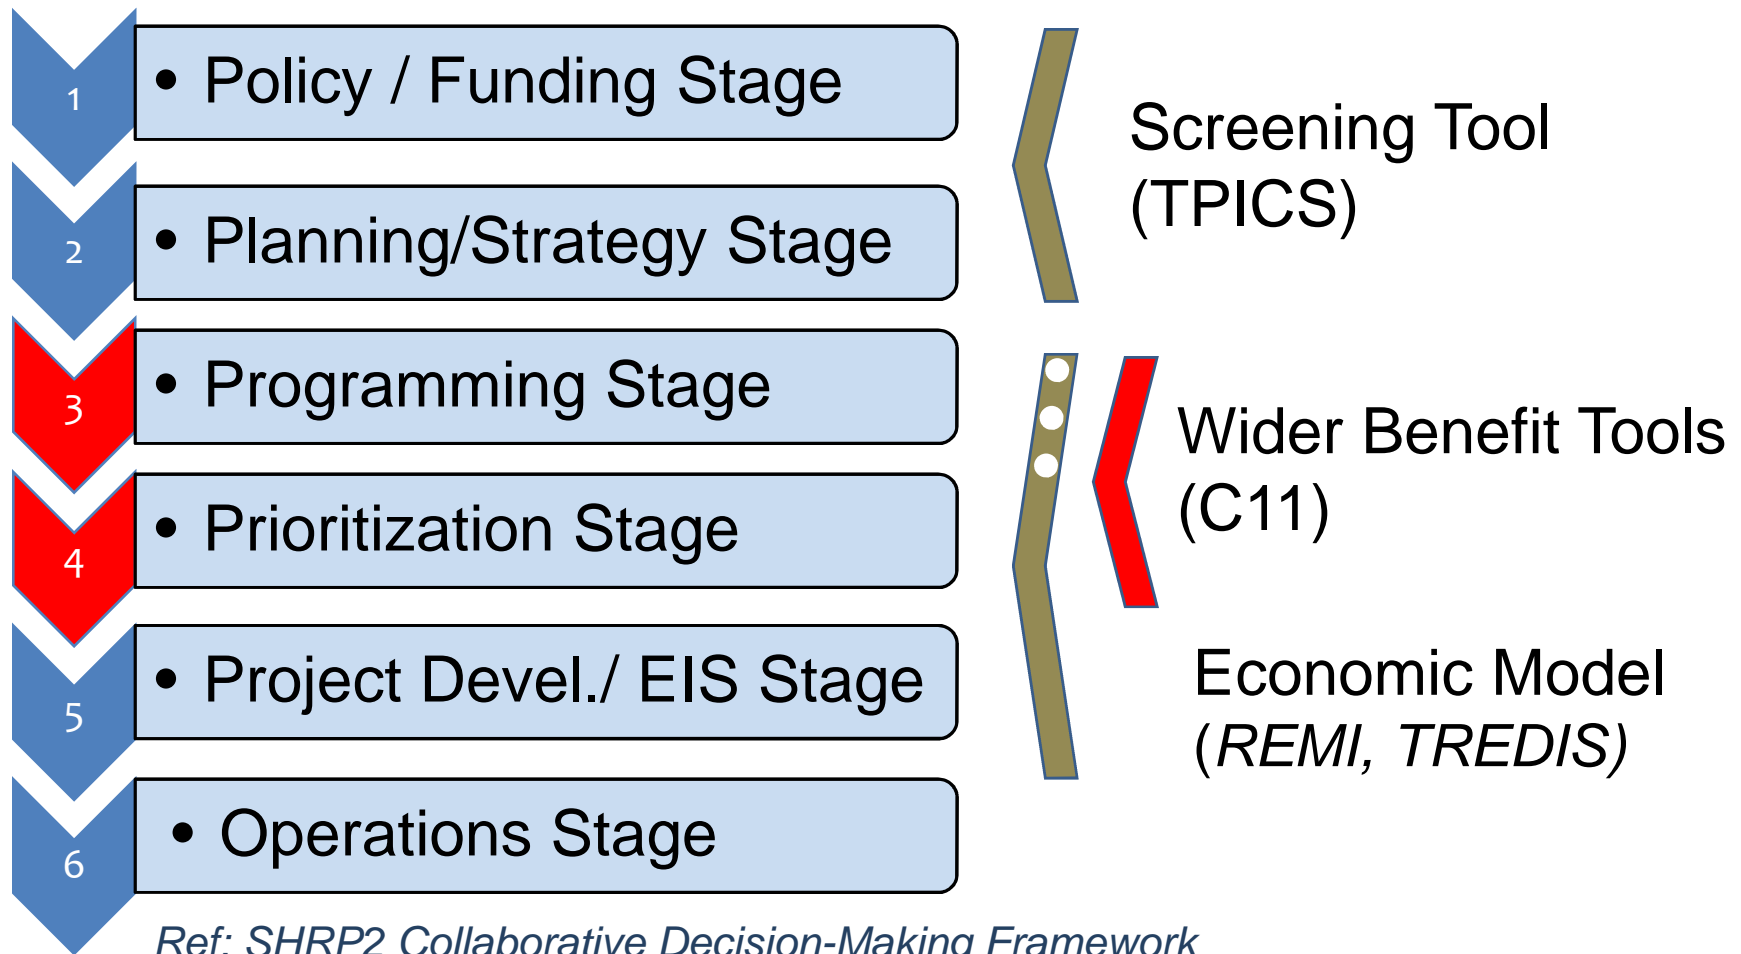 1
• Policy / Funding Stage
2
• Planning/Strategy Stage
3
• Programming Stage
4
• Prioritization Stage
5
• Project Devel./ EIS Stage
6
• Operations Stage
Screening Tool
(TPICS)
Wider Benefit Tools
(C11)
Economic Model
(REMI, TREDIS)
Ref: SHRP2 Collaborative Decision-Making Framework